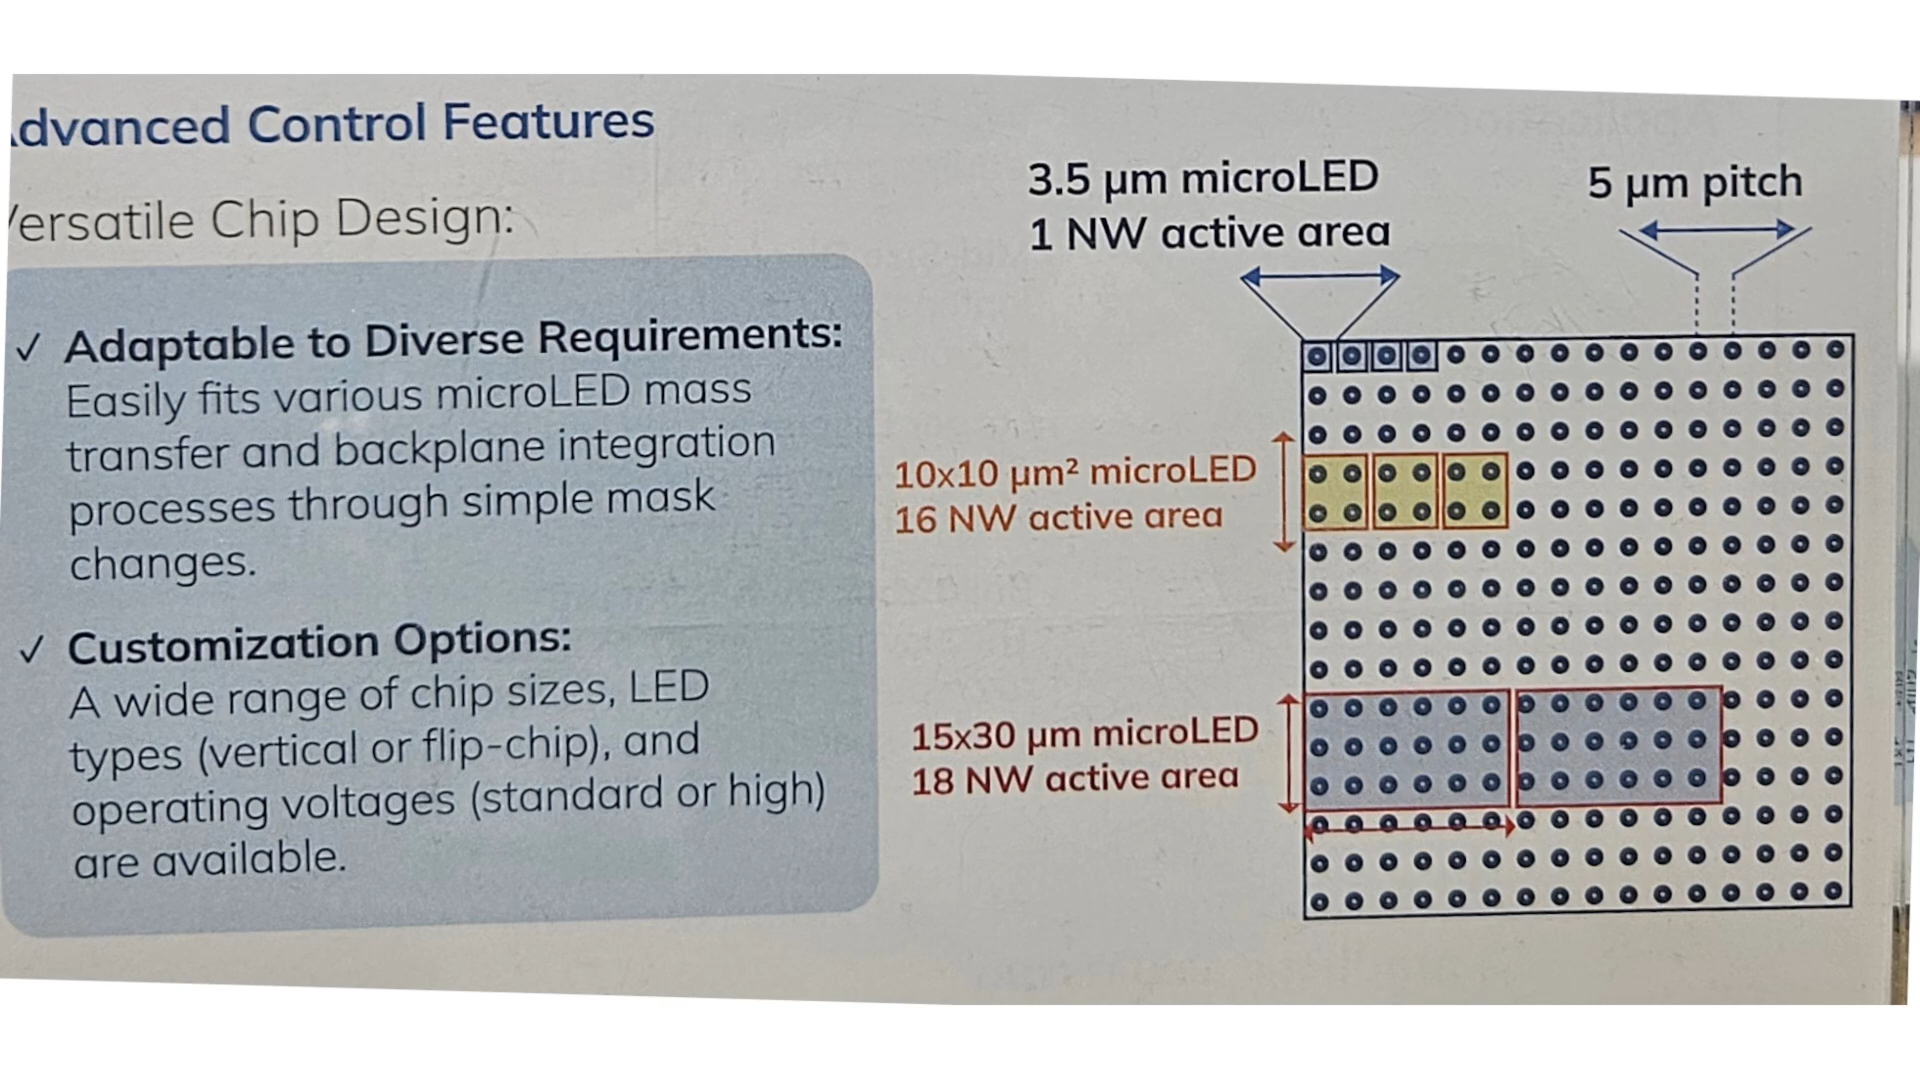 dvanced Control Features
ersatile Chip Design:
✓ Adaptable to Diverse Requirements:
Easily fits various microLED mass
transfer and backplane integration
processes through simple mask
changes.
✓ Customization Options:
A wide range of chip sizes, LED
types (vertical or flip-chip), and
operating voltages (standard or high)
are available.
3.5 µm microLED
1 NW active area
5 µm pitch
10x10 µm² microLED
16 NW active area
15x30 µm microLED
18 NW active area